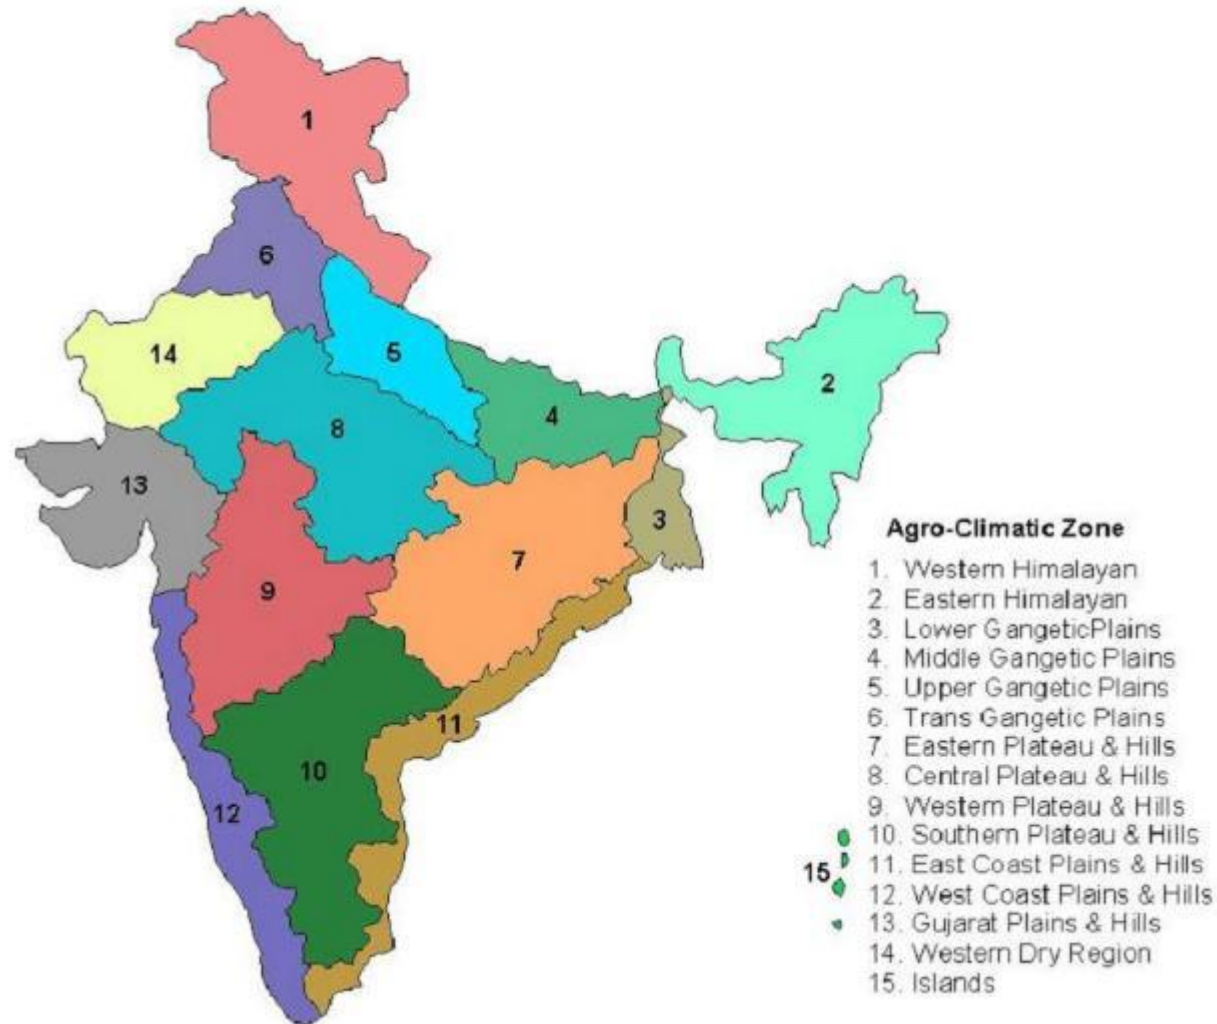 1
6
14
5
2
4
8
13
3
7
9
11
10
12
15
Agro-Climatic Zone
1. Western Himalayan
2. Eastern Himalayan
3. Lower GangeticPlains
4. Middle Gangetic Plains
5. Upper Gangetic Plains
6. Trans Gangetic Plains
7. Eastern Plateau & Hills
8. Central Plateau & Hills
9. Western Plateau & Hills
10. Southern Plateau & Hills
11. East Coast Plains & Hills
12. West Coast Plains & Hills
13. Gujarat Plains & Hills
14. Western Dry Region
15. Islands